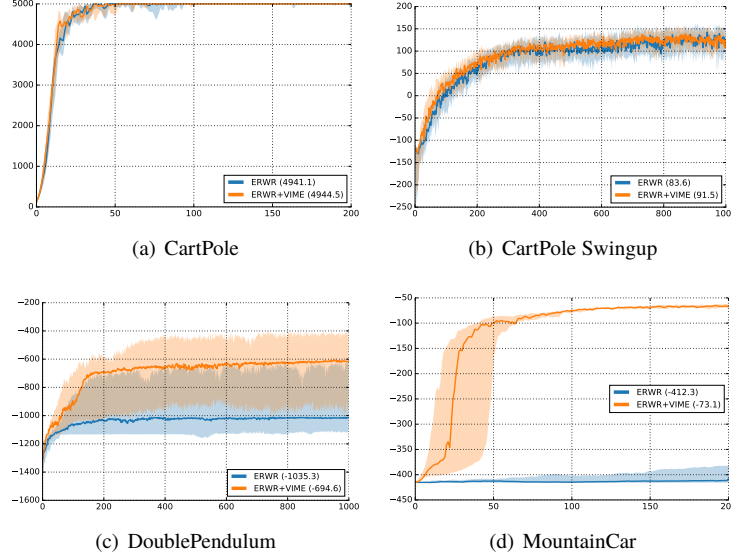 5000
4000
3000
2000
1000
0
0 50 100 150 200
ERWR (4941.1)
ERWR+VIME (4944.5)
(a) CartPole
200
150
100
50
0
−50
−100
−150
−200
−250
0 200 400 600 800 100
ERWR (83.6)
ERWR+VIME (91.5)
(b) CartPole Swingup
−200
−400
−600
−800
−1000
−1200
−1400
−1600
0 200 400 600 800 1000
ERWR (-1035.3)
ERWR+VIME (-694.6)
(c) DoublePendulum
−50
−100
−150
−200
−250
−300
−350
−400
−450
0 50 100 150 20
ERWR (-412.3)
ERWR+VIME (-73.1)
(d) MountainCar